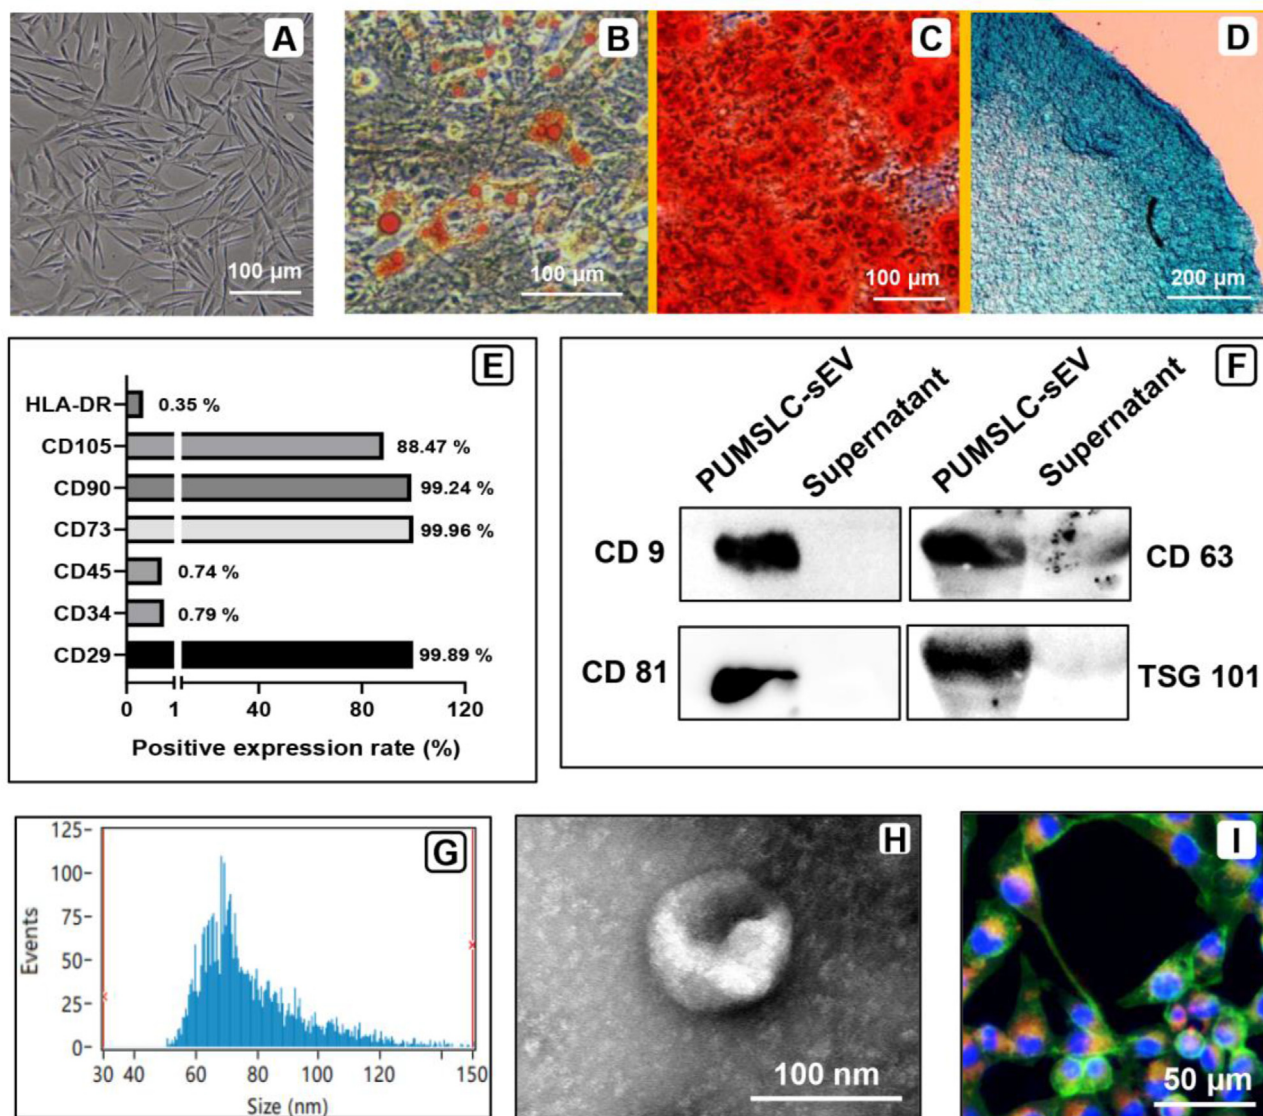 A
B
C
D
100 μm
100 μm
100 μm
200 μm
E
HLA-DR
0.35 %
CD105
88.47 %
CD90
99.24 %
CD73
99.96 %
CD45
0.74 %
CD34
0.79 %
CD29
99.89 %
0 1 40 80 120
Positive expression rate (%)
F
PUMSLC-sEV
Supernatant
PUMSLC-sEV
Supernatant
CD 9
CD 63
CD 81
TSG 101
G
125
100
75
50
25
0
Events
30 40 60 80 100 120 150
Size (nm)
H
100 nm
I
50 μm